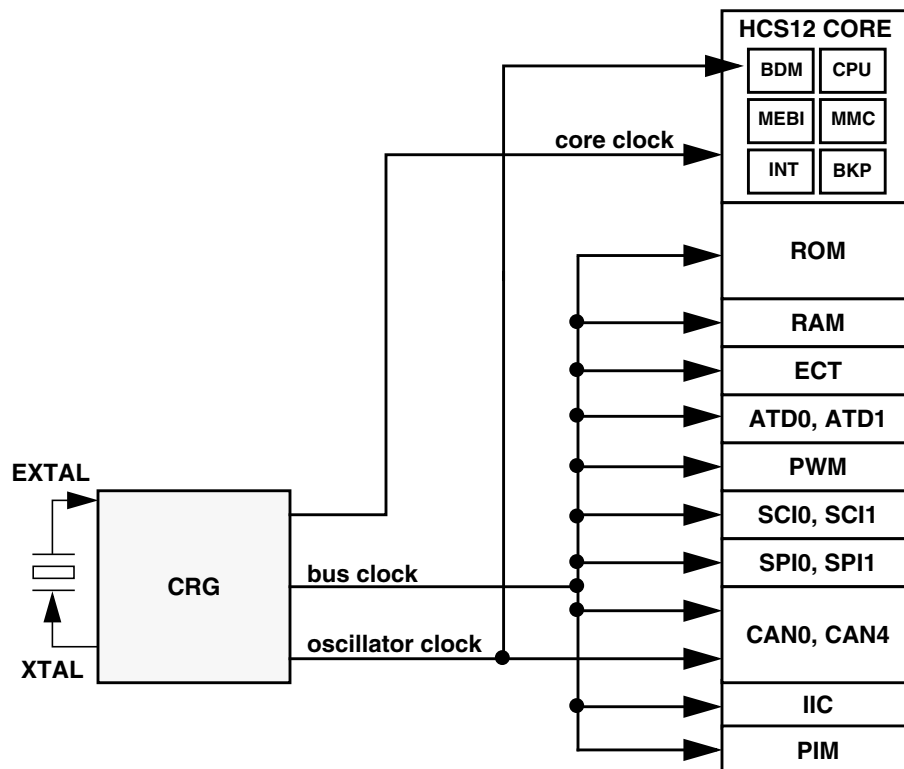 HCS12 CORE
BDM CPU
MEBI MMC
core clock
INT BKP
ROM
RAM
ECT
ATD0, ATD1
PWM
EXTAL
SCI0, SCI1
SPI0, SPI1
bus clock
CRG
CAN0, CAN4
oscillator clock
XTAL
IIC
PIM